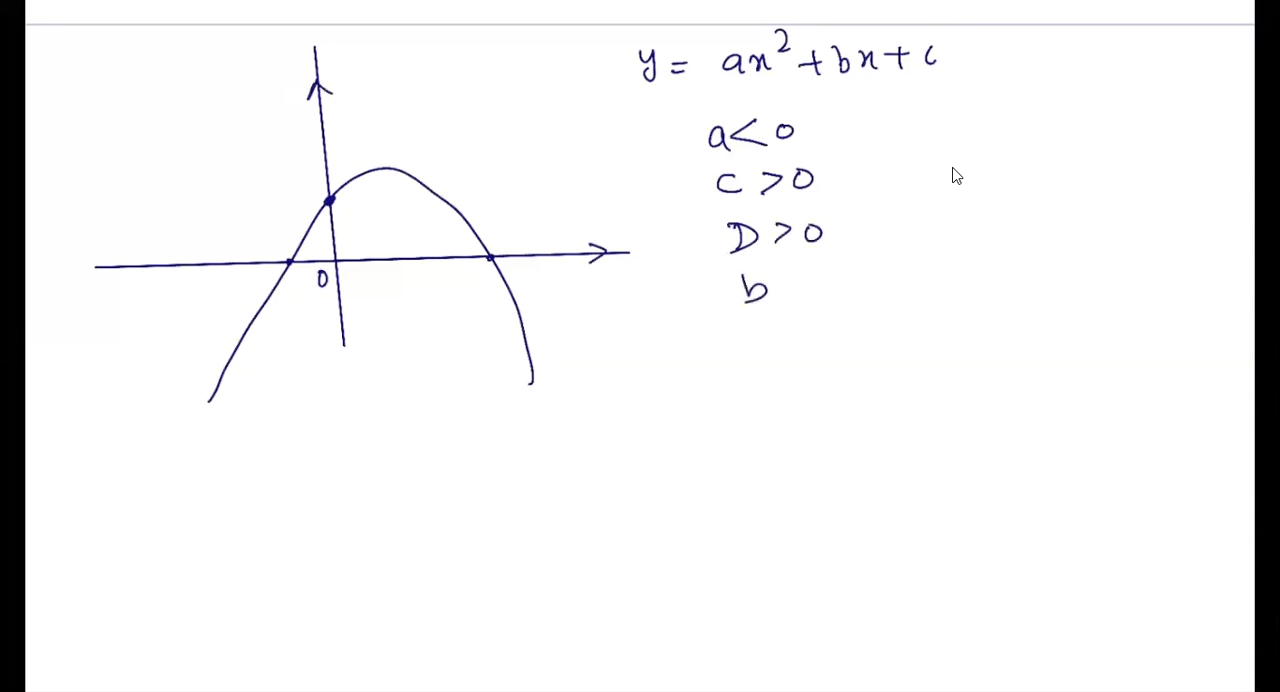 y = ax² + bx + c
a < 0
c > 0
D > 0
b
0